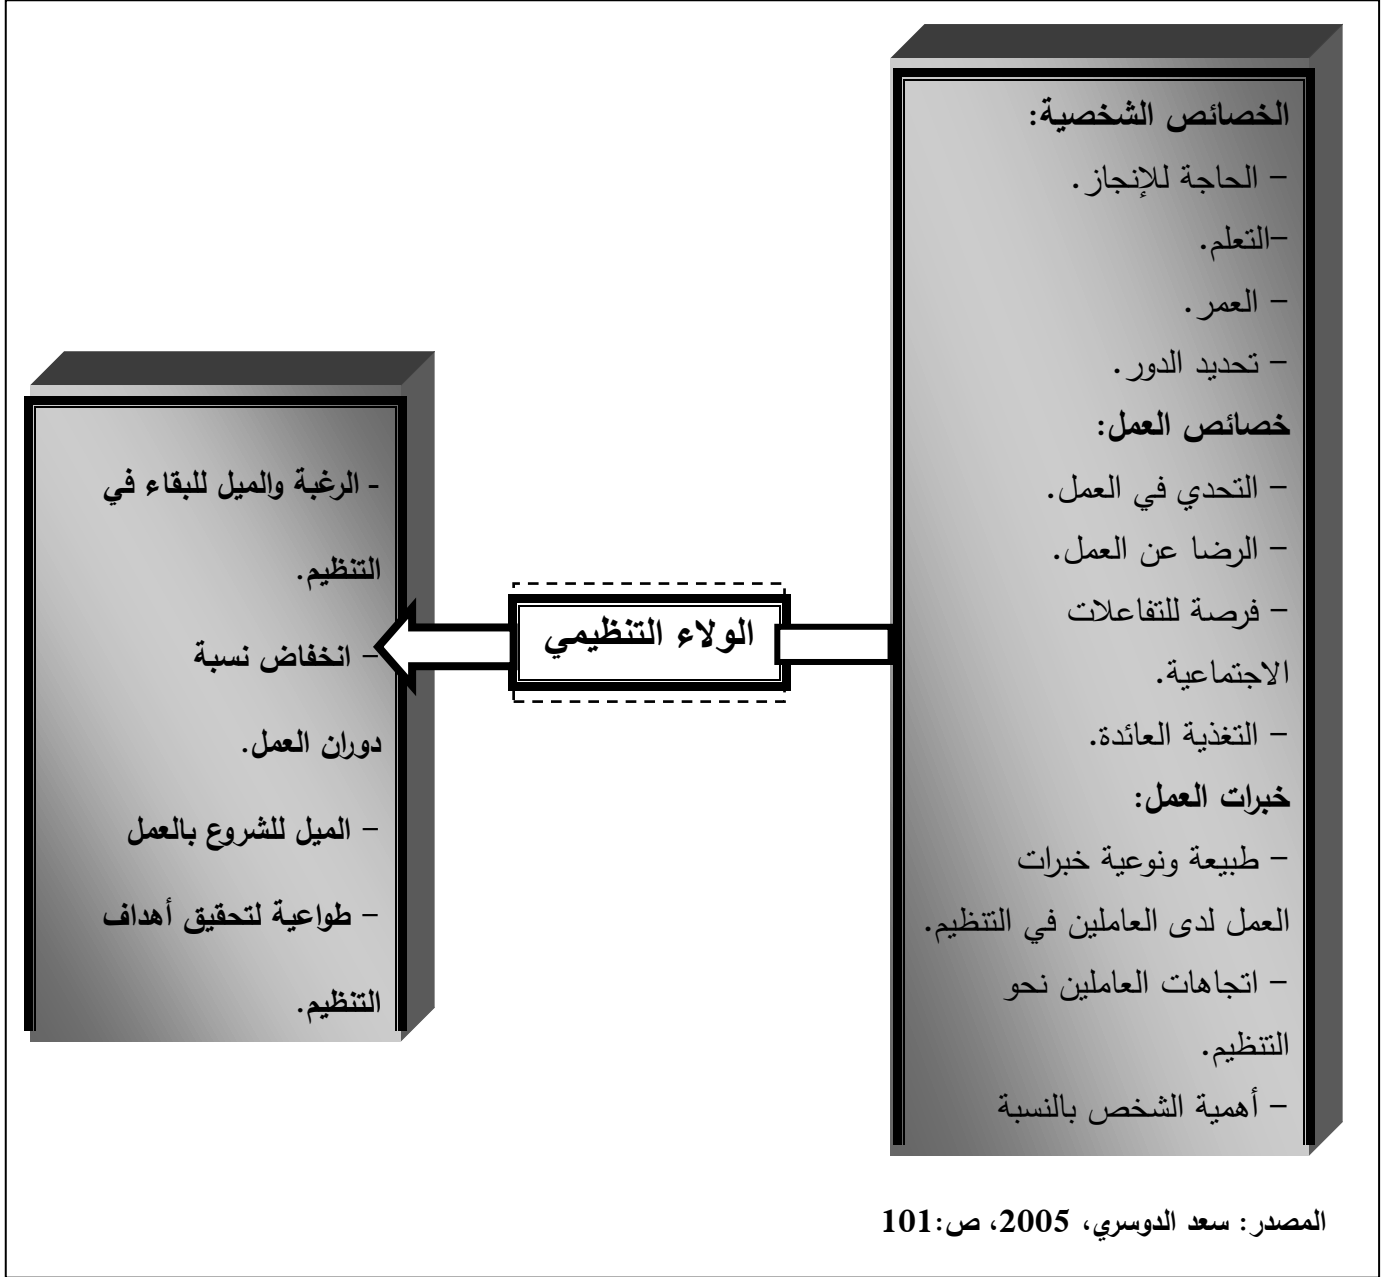 الخصائص الشخصية:
– الحاجة للإنجاز.
–التعلم.
– العمر.
– تحديد الدور.
خصائص العمل:
– التحدي في العمل.
– الرضا عن العمل.
– فرصة للتفاعلات
الاجتماعية.
– التغذية العائدة.
خبرات العمل:
– طبيعة ونوعية خبرات
العمل لدى العاملين في التنظيم.
– اتجاهات العاملين نحو
التنظيم.
– أهمية الشخص بالنسبة
الولاء التنظيمي
- الرغبة والميل للبقاء في
التنظيم.
– انخفاض نسبة
دوران العمل.
– الميل للشروع بالعمل
– طواعية لتحقيق أهداف
التنظيم.
المصدر: سعد الدوسري، 2005، ص:101